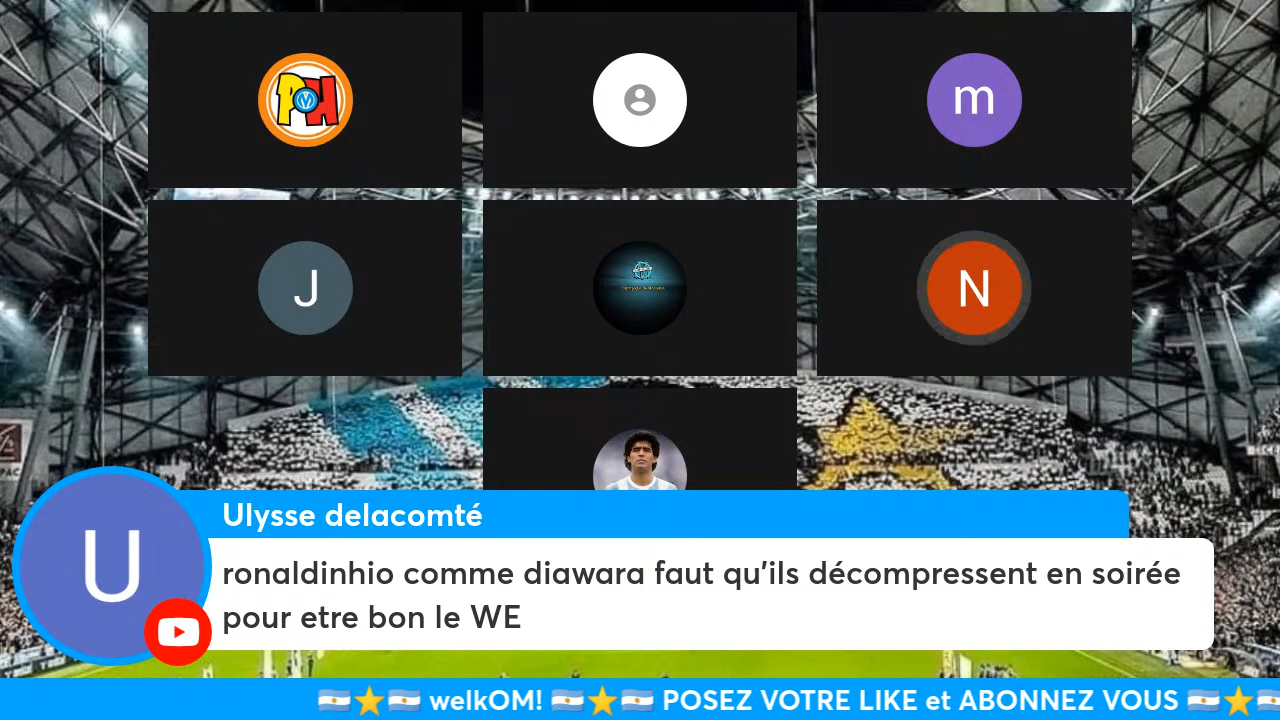 PH
m
J
N
U
Ulysse delacomté
ronaldinhio comme diawara faut qu'ils décompressent en soirée
pour etre bon le WE
🇦🇷⭐🇦🇷 welkOM! 🇦🇷⭐🇦🇷 POSEZ VOTRE LIKE et ABONNEZ VOUS 🇦🇷⭐🇦🇷